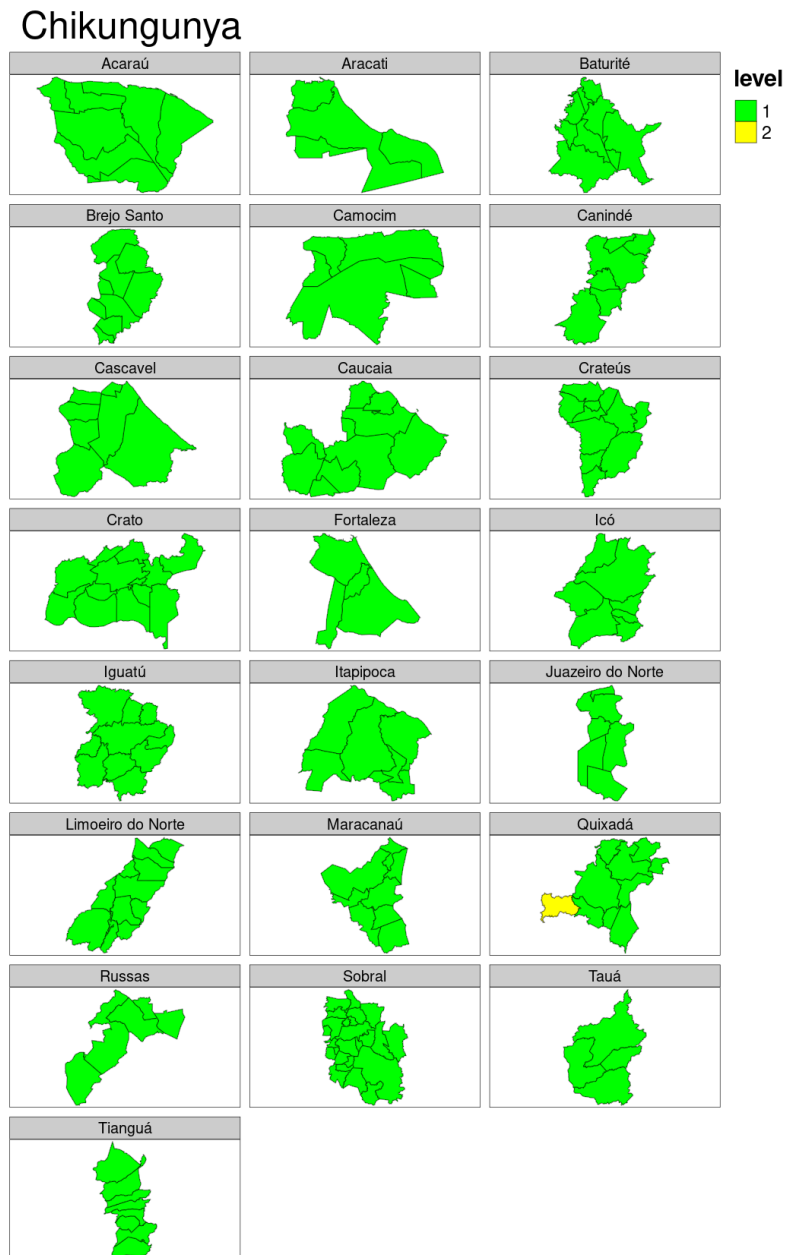 Chikungunya
Acaraú
Aracati
Baturité
level
1
2
Brejo Santo
Camocim
Canindé
Cascavel
Caucaia
Crateús
Crato
Fortaleza
Icó
Iguatú
Itapipoca
Juazeiro do Norte
Limoeiro do Norte
Maracanaú
Quixadá
Russas
Sobral
Tauá
Tianguá